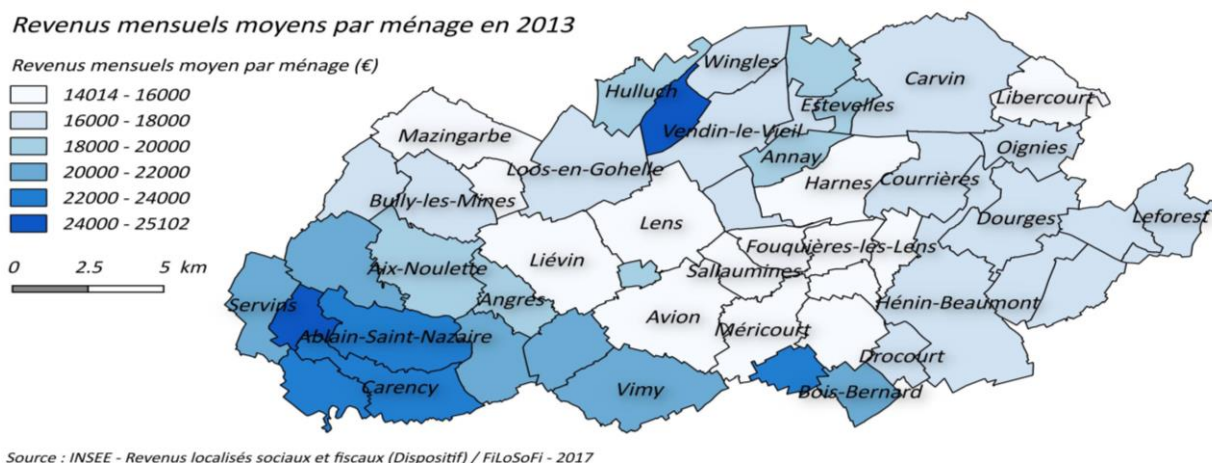 Revenus mensuels moyens par ménage en 2013
Revenus mensuels moyen par ménage (€)
14014 - 16000
16000 - 18000
18000 - 20000
20000 - 22000
22000 - 24000
24000 - 25102
0 2.5 5 km
Wingles
Carvin
Hulluch
Estevelles
Libercourt
Mazingarbe
Vendin-le-Vieil
Annay
Oignies
Loos-en-Gohelle
Harnes
Courrières
Bully-les-Mines
Dourges
Leforest
Lens
Fouquières-les-Lens
Liévin
Aix-Noulette
Sallaumines
Angres
Hénin-Beaumont
Servins
Avion
Méricourt
Ablain-Saint-Nazaire
Drocourt
Carency
Vimy
Bois-Bernard
Source : INSEE - Revenus localisés sociaux et fiscaux (Dispositif) / FiLoSoFi - 2017